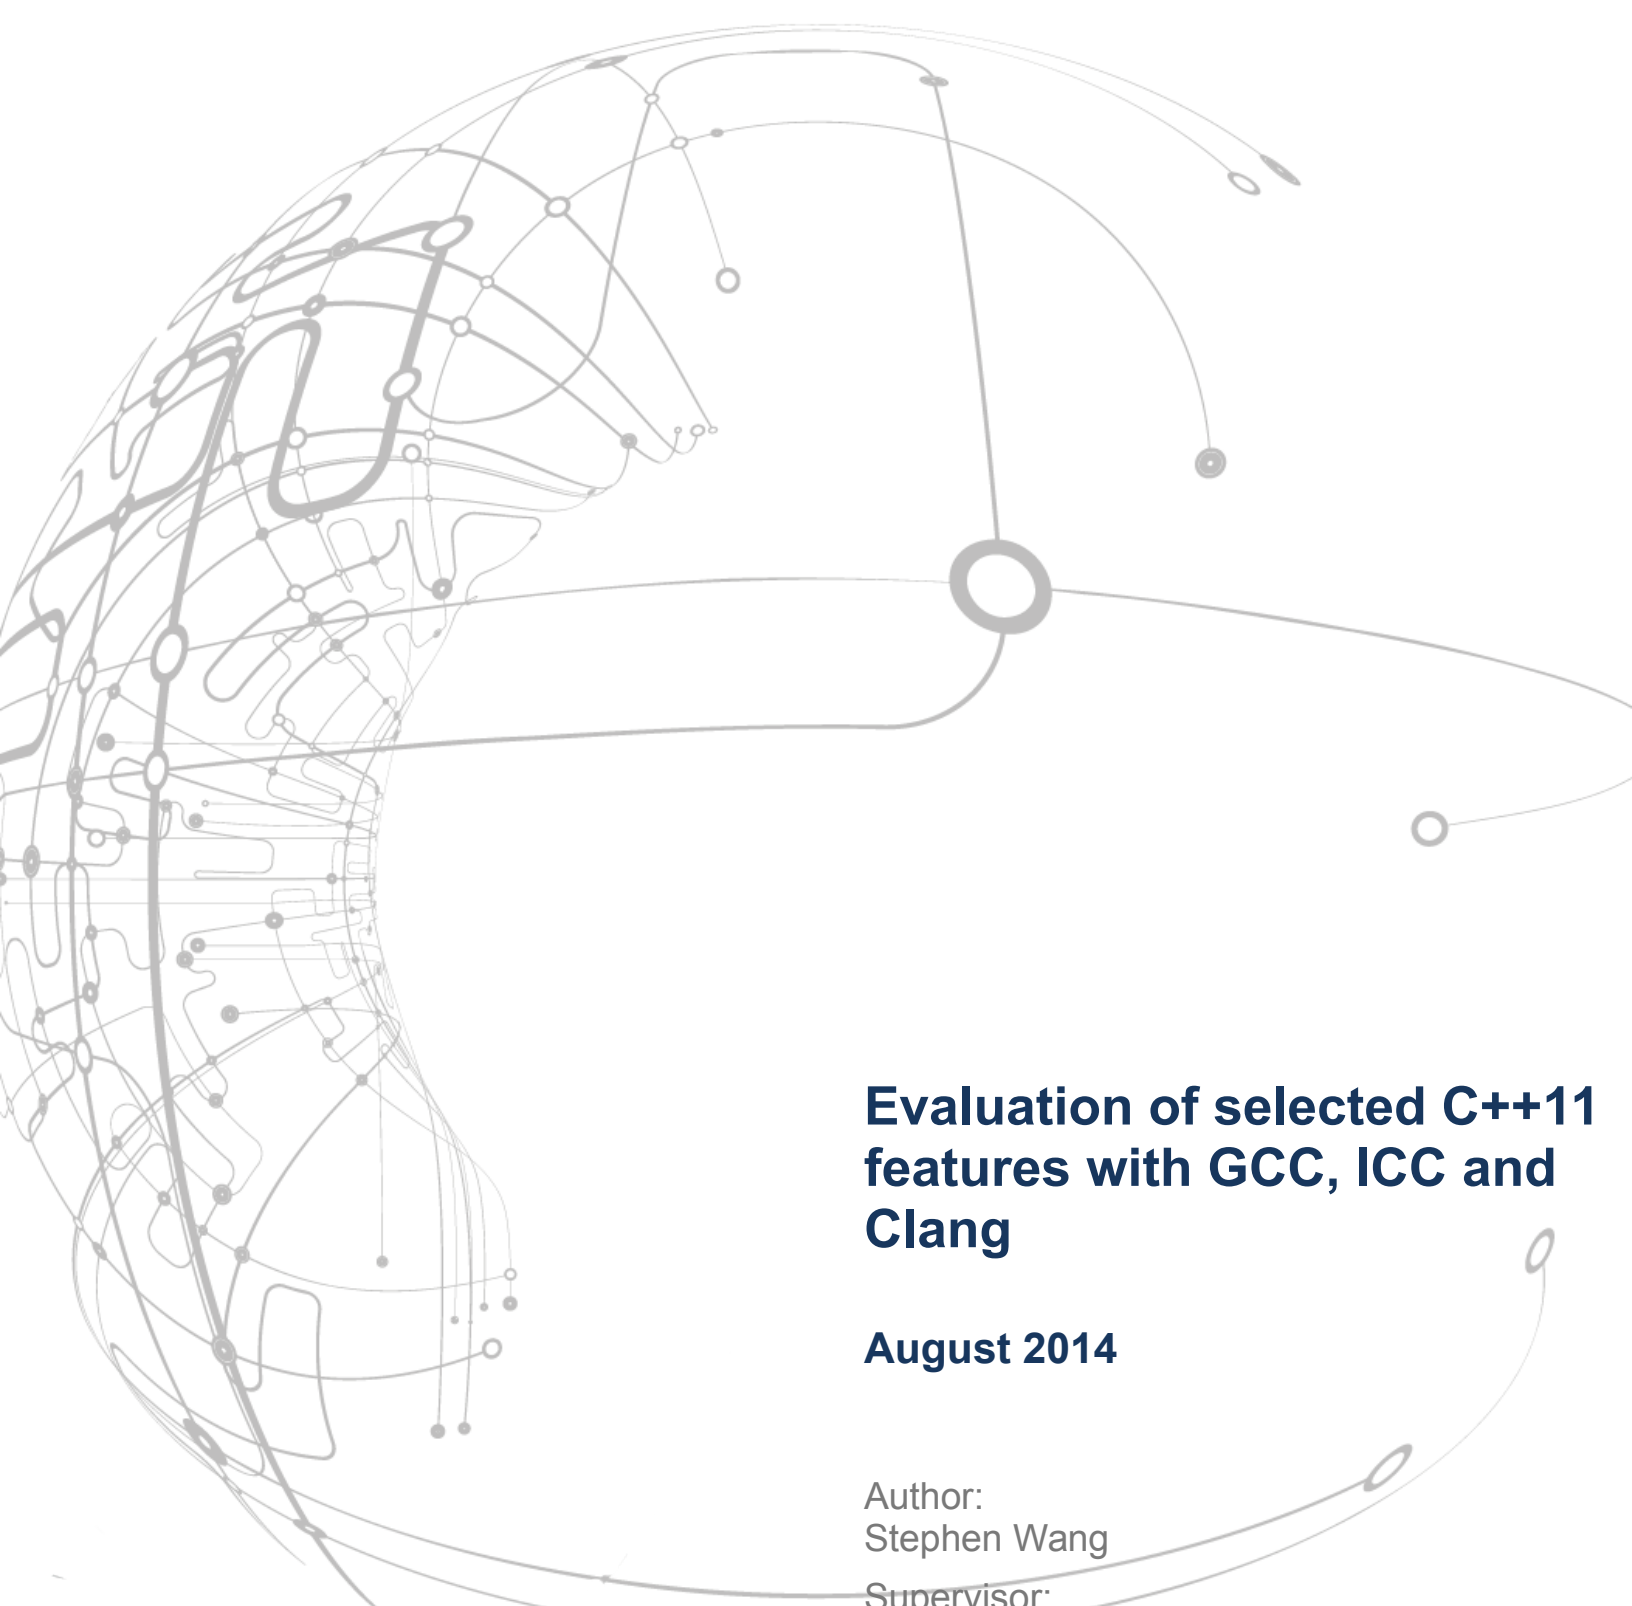 Evaluation of selected C++11
features with GCC, ICC and
Clang
August 2014
Author:
Stephen Wang
Supervisor: